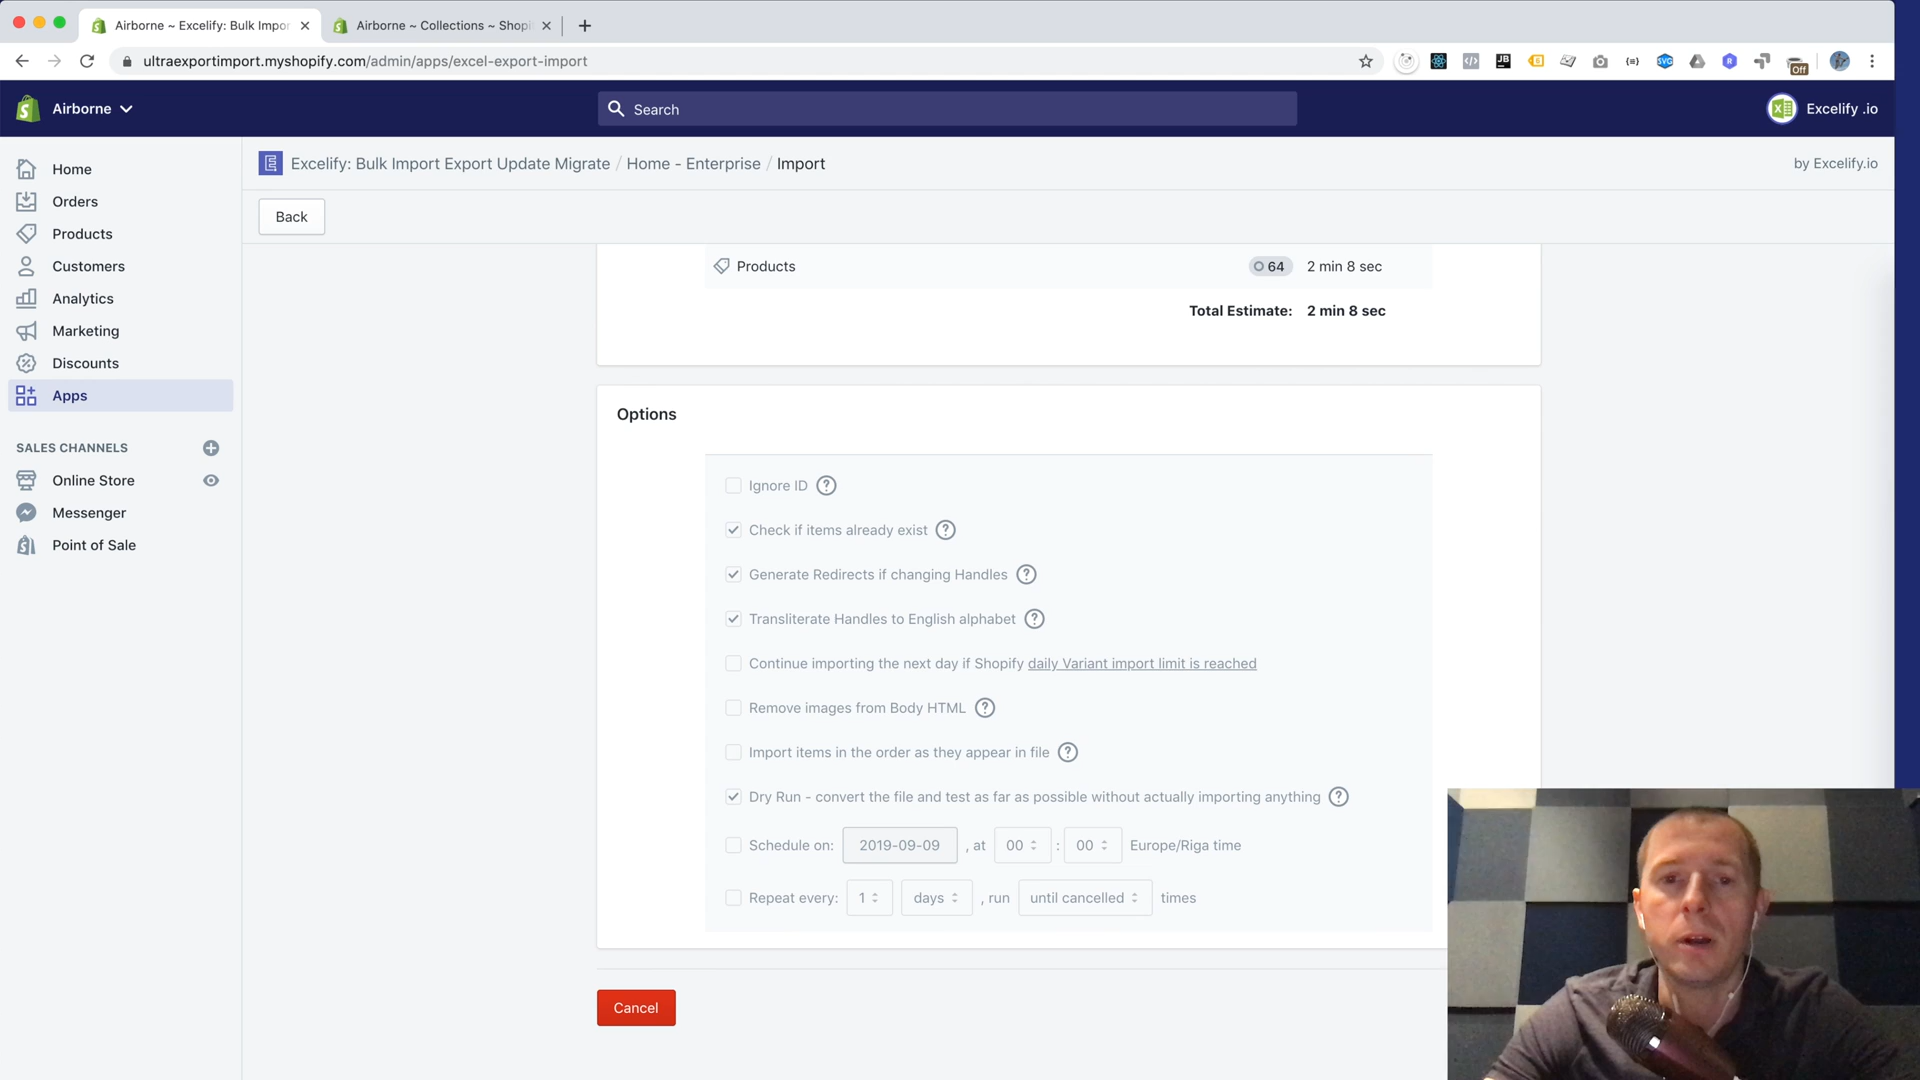 Airborne ~ Excelify: Bulk Impor
Airborne ~ Collections ~ Shopi
ultraexportimport.myshopify.com/admin/apps/excel-export-import
JB
SVG
R
Off
Airborne
Search
Excelify .io
Excelify: Bulk Import Export Update Migrate / Home - Enterprise / Import
by Excelify.io
Back
Home
Orders
Products
Customers
Analytics
Marketing
Discounts
Apps
SALES CHANNELS
Online Store
Messenger
Point of Sale
Products 64 2 min 8 sec
Total Estimate: 2 min 8 sec
Options
Ignore ID
Check if items already exist
Generate Redirects if changing Handles
Transliterate Handles to English alphabet
Continue importing the next day if Shopify daily Variant import limit is reached
Remove images from Body HTML
Import items in the order as they appear in file
Dry Run - convert the file and test as far as possible without actually importing anything
Schedule on: 2019-09-09 , at 00 : 00 Europe/Riga time
Repeat every: 1 days , run until cancelled times
Cancel